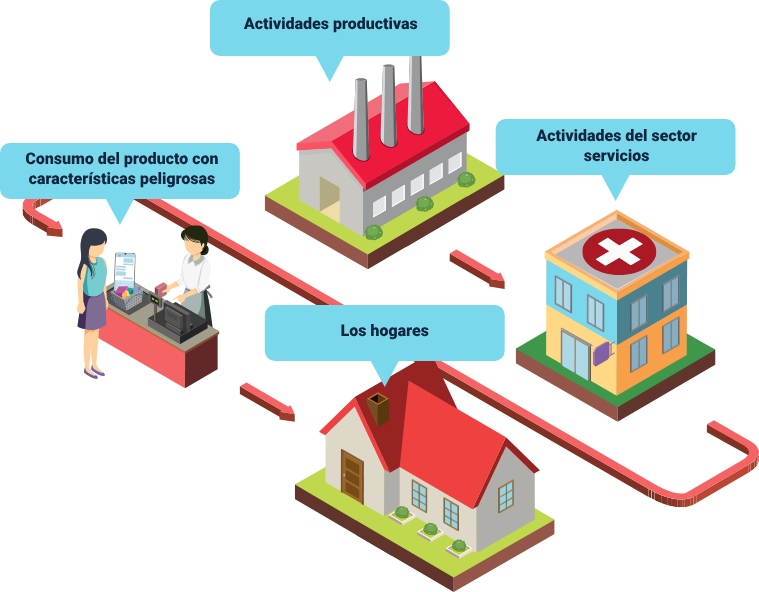 Actividades productivas
Actividades del sector
servicios
Consumo del producto con
características peligrosas
Los hogares